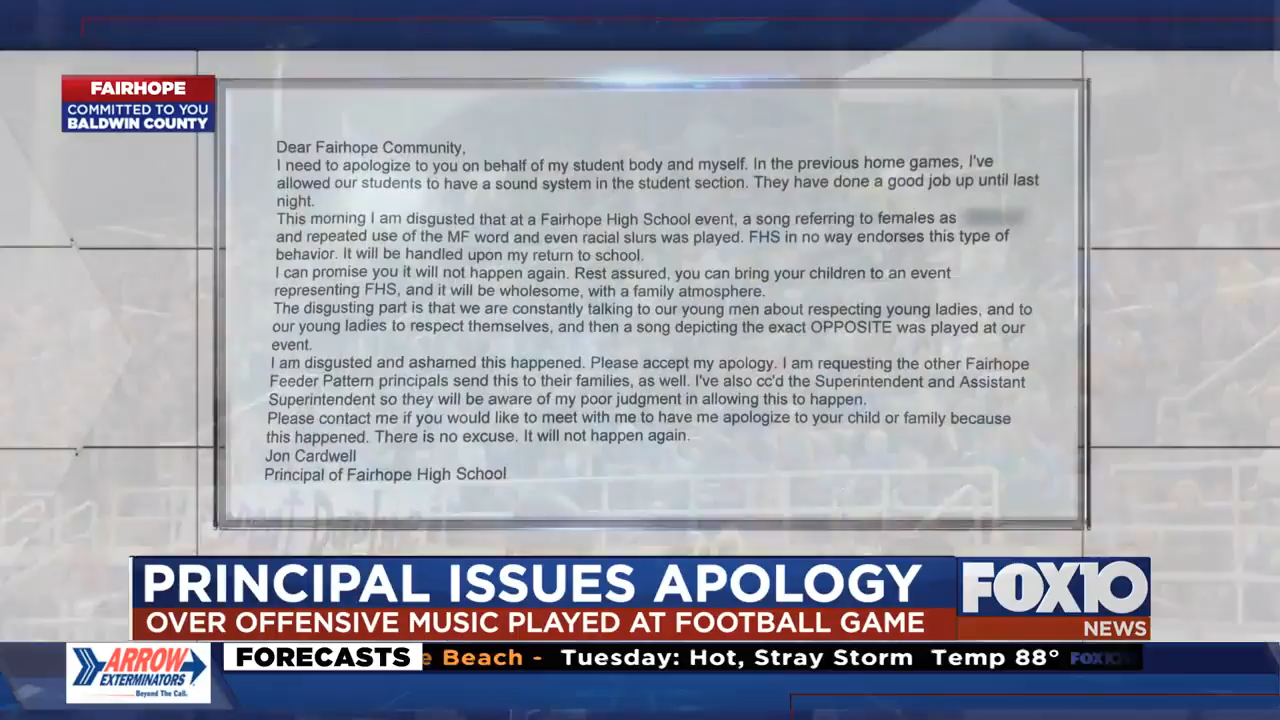 FAIRHOPE
COMMITTED TO YOU
BALDWIN COUNTY
Dear Fairhope Community,
I need to apologize to you on behalf of my student body and myself. In the previous home games, I've
allowed our students to have a sound system in the student section. They have done a good job up until last
night.
This morning I am disgusted that at a Fairhope High School event, a song referring to females as
and repeated use of the MF word and even racial slurs was played. FHS in no way endorses this type of
behavior. It will be handled upon my return to school.
I can promise you it will not happen again. Rest assured, you can bring your children to an event
representing FHS, and it will be wholesome, with a family atmosphere.
The disgusting part is that we are constantly talking to our young men about respecting young ladies, and to
our young ladies to respect themselves, and then a song depicting the exact OPPOSITE was played at our
event.
I am disgusted and ashamed this happened. Please accept my apology. I am requesting the other Fairhope
Feeder Pattern principals send this to their families, as well. I've also cc'd the Superintendent and Assistant
Superintendent so they will be aware of my poor judgment in allowing this to happen.
Please contact me if you would like to meet with me to have me apologize to your child or family because
this happened. There is no excuse. It will not happen again.
Jon Cardwell
Principal of Fairhope High School
PRINCIPAL ISSUES APOLOGY
OVER OFFENSIVE MUSIC PLAYED AT FOOTBALL GAME
FOX10
NEWS
ARROW
EXTERMINATORS
Beyond The Call.
FORECASTS
e Beach - Tuesday: Hot, Stray Storm Temp 88° FOX10